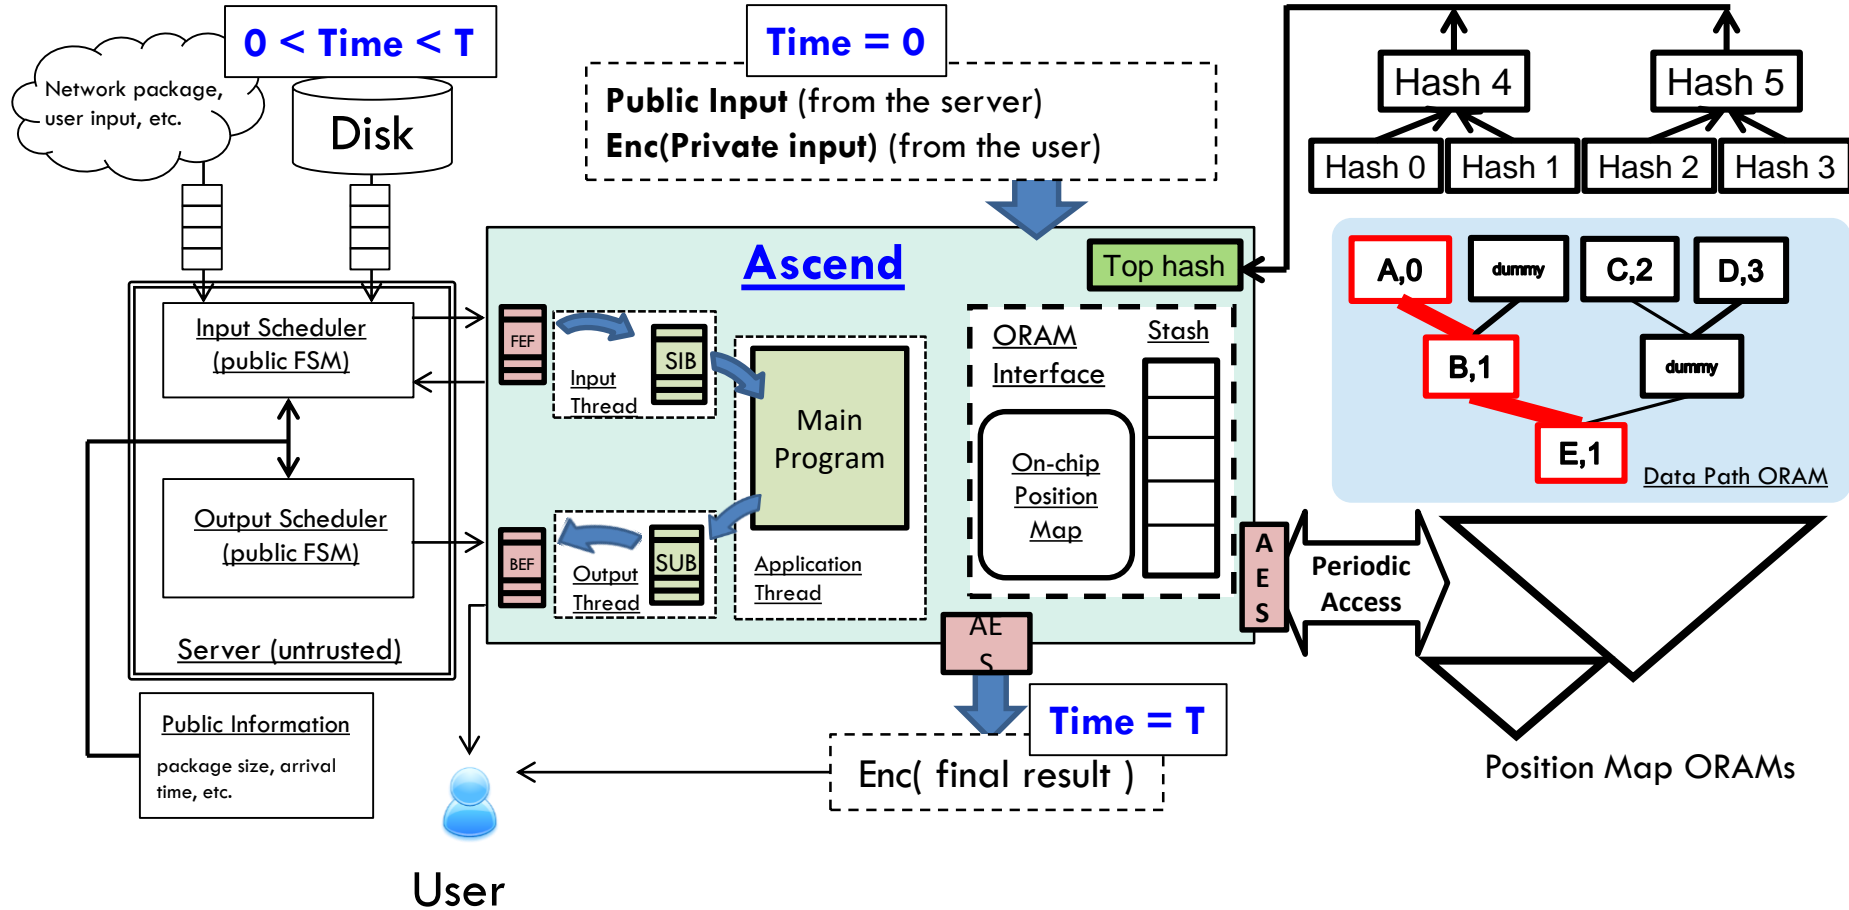 0 < Time < T
Network package,
user input, etc.
Disk
Time = 0
Public Input (from the server)
Enc(Private input) (from the user)
Hash 4
Hash 5
Hash 0
Hash 1
Hash 2
Hash 3
Ascend
Top hash
A,0
dummy
C,2
D,3
B,1
dummy
E,1
Data Path ORAM
Input Scheduler
(public FSM)
FEF
SIB
Input
Thread
Main
Program
ORAM
Interface
Stash
On-chip
Position
Map
Output Scheduler
(public FSM)
BEF
SUB
Output
Thread
Application
Thread
Server (untrusted)
A
E
S
Periodic
Access
AE
S
Public Information
package size, arrival
time, etc.
Time = T
Enc( final result )
Position Map ORAMs
User